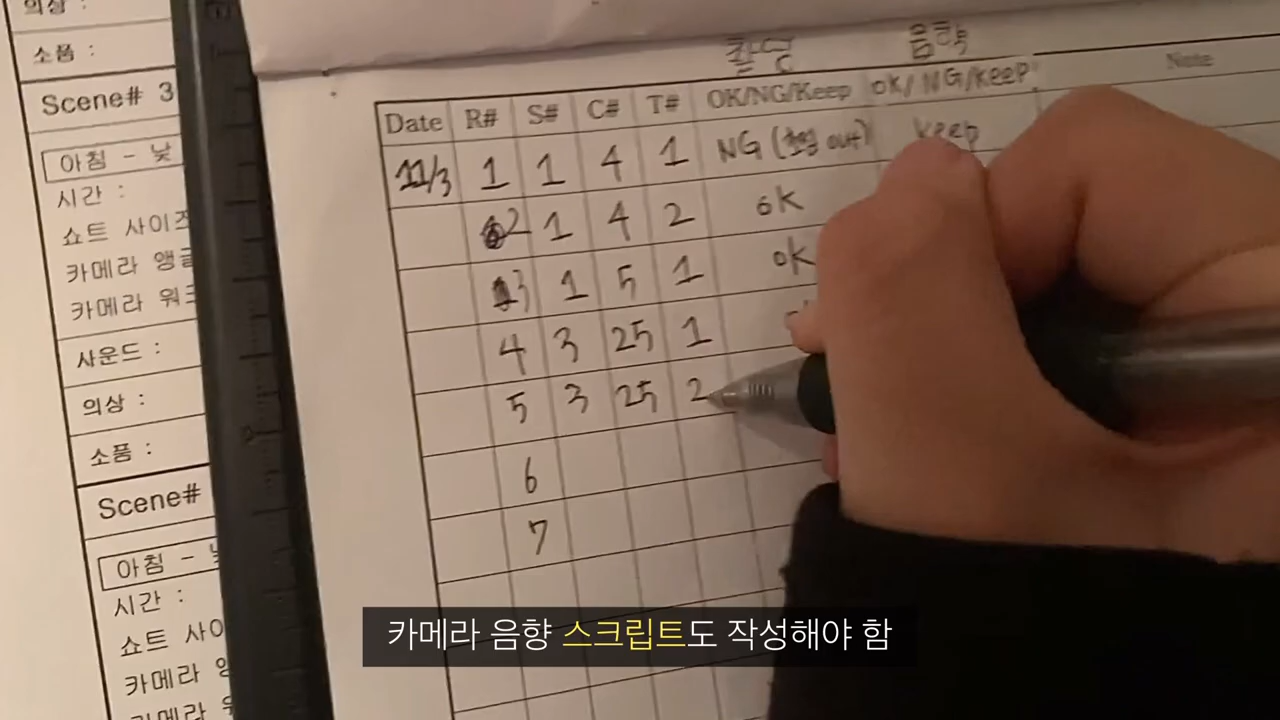 의상 :
소품 :
Scene# 3
아침 - 낮
시간 :
쇼트 사이즈
카메라 앵글
카메라 워크
사운드 :
의상 :
소품 :
Scene#
아침 -
시간 :
쇼트 사이
카메라 앵
카메라 워
촬영 음향
Date R# S# C# T# OK/NG/Keep OK/NG/Keep Note
11/3 1 1 4 1 NG ( out) keep
2 1 4 2 OK
3 1 5 1 OK
4 3 25 1
5 3 25 2
6
7
카메라 음향 스크립트도 작성해야 함